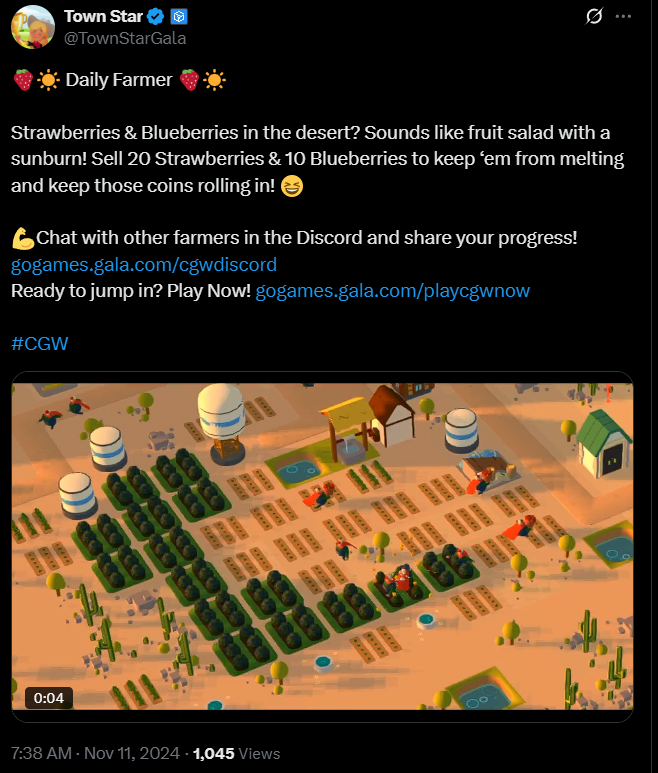 Town Star
@TownStarGala
🍓☀️ Daily Farmer 🍓☀️
Strawberries & Blueberries in the desert? Sounds like fruit salad with a
sunburn! Sell 20 Strawberries & 10 Blueberries to keep ‘em from melting
and keep those coins rolling in! 😆
💪Chat with other farmers in the Discord and share your progress!
gogames.gala.com/cgwdiscord
Ready to jump in? Play Now! gogames.gala.com/playcgwnow
#CGW
0:04
7:38 AM · Nov 11, 2024 · 1,045 Views